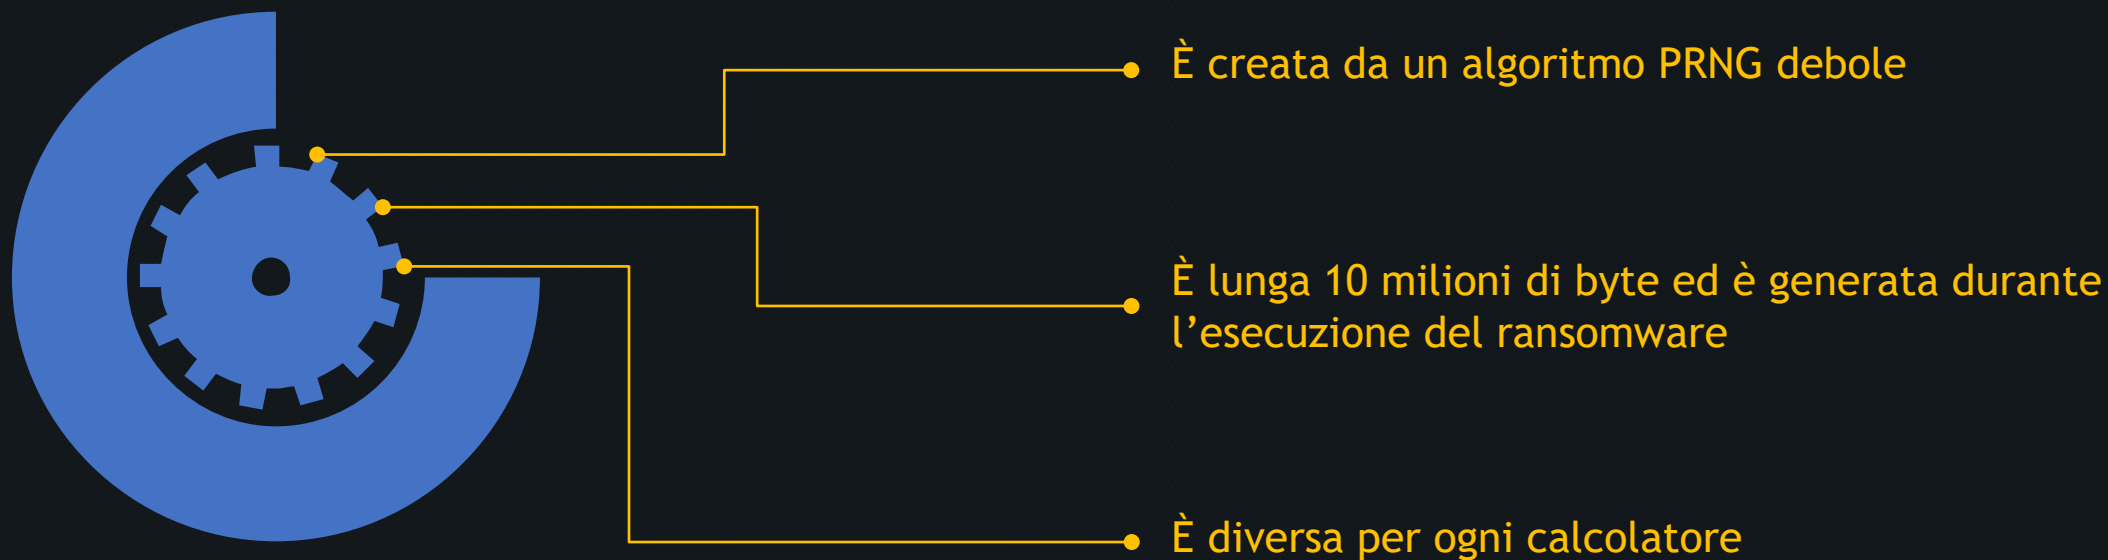 È creata da un algoritmo PRNG debole
È lunga 10 milioni di byte ed è generata durante
l’esecuzione del ransomware
È diversa per ogni calcolatore